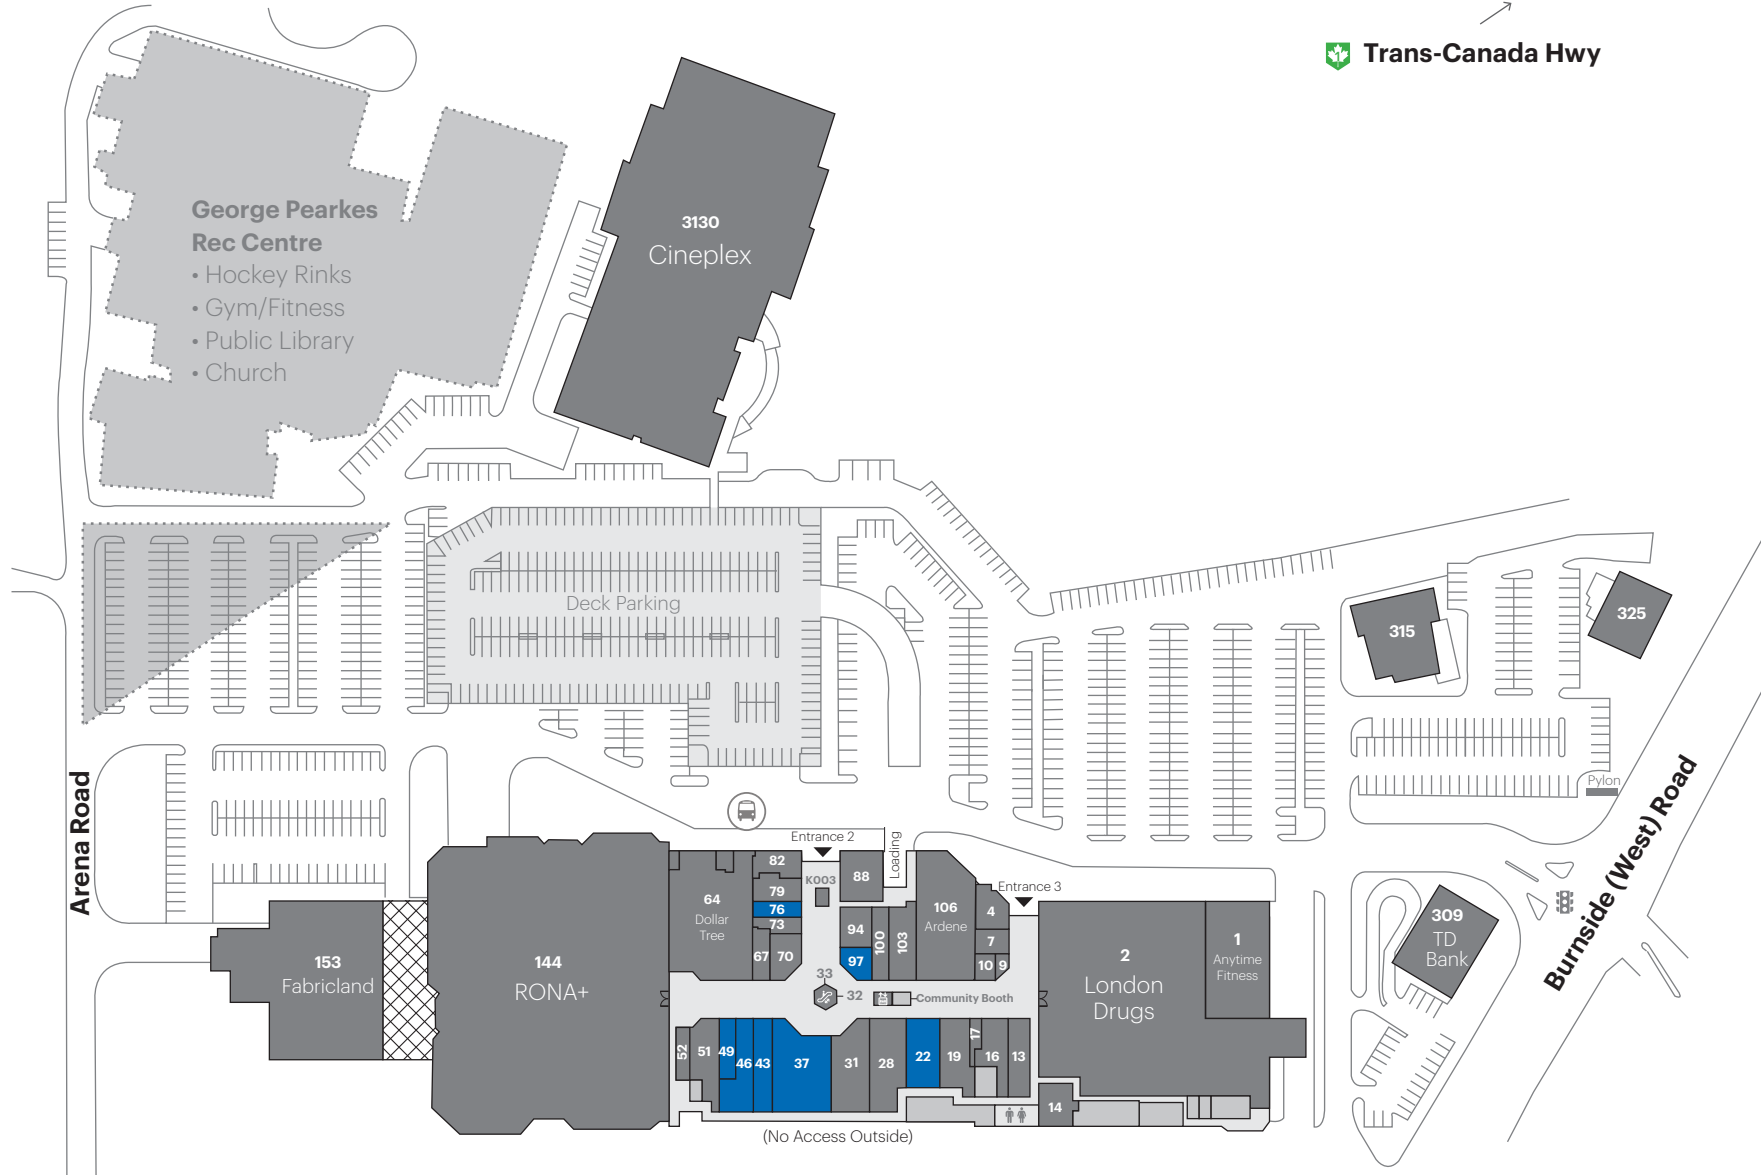 Trans-Canada Hwy
1
George Pearkes
Rec Centre
• Hockey Rinks
• Gym/Fitness
• Public Library
• Church
3130
Cineplex
Deck Parking
315
325
Pylon
Arena Road
Burnside (West) Road
Entrance 2
Loading
Entrance 3
K003
82
88
79
76
73
67
70
64
Dollar
Tree
94
97
100
103
106
Ardene
4
7
10
9
309
TD
Bank
153
Fabricland
144
RONA+
2
London
Drugs
1
Anytime
Fitness
33
32
Community Booth
52
51
49
46
43
37
31
28
22
19
17
16
13
14
(No Access Outside)